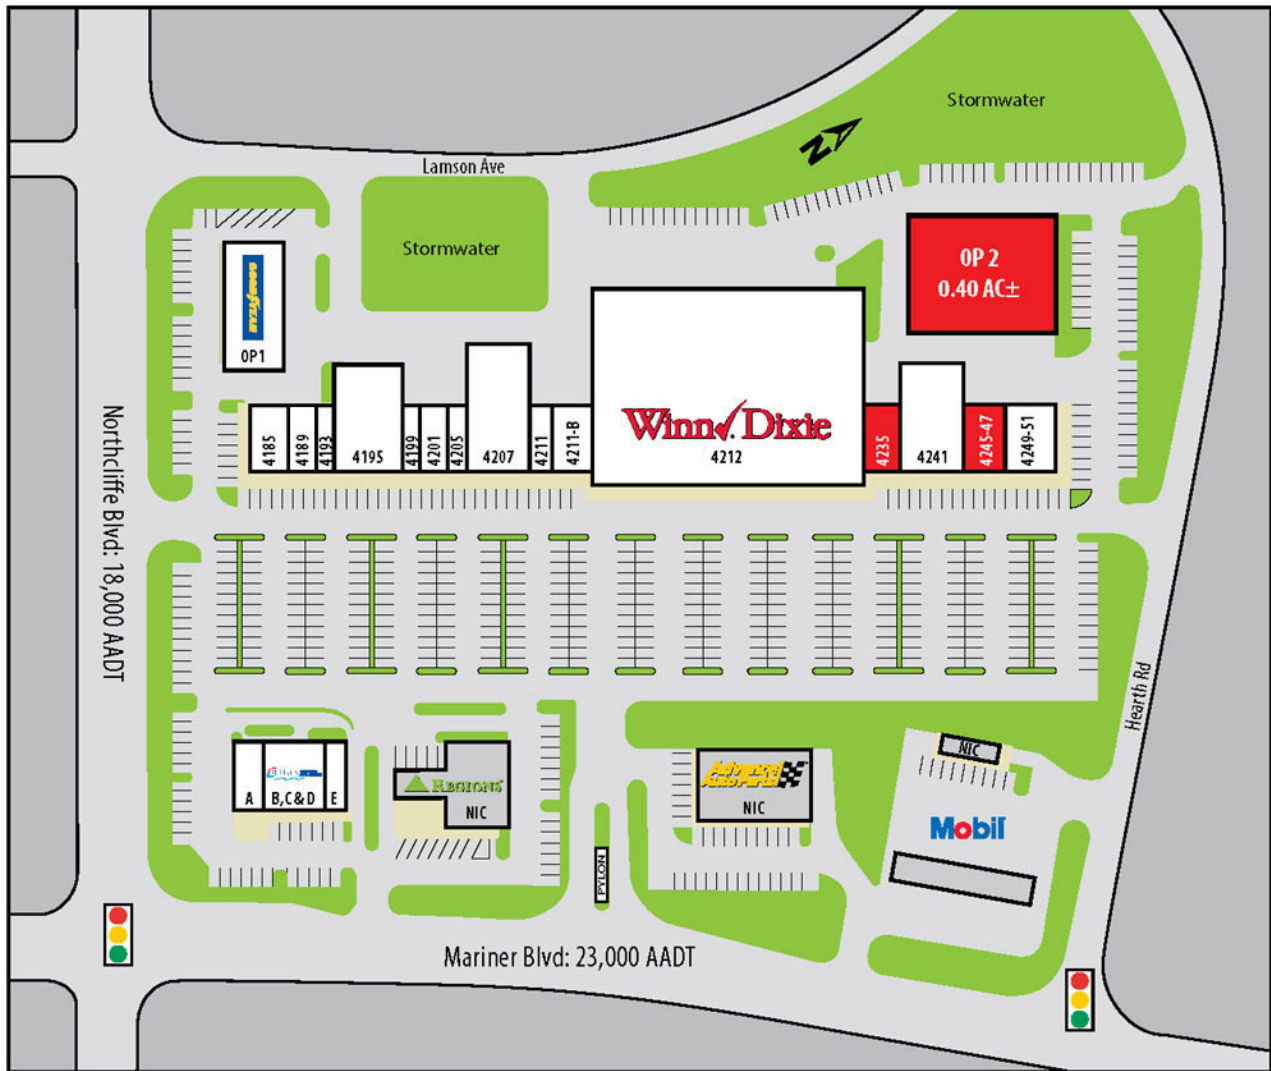 Stormwater
N
Lamson Ave
Stormwater
OP 2
0.40 AC±
OP1
Winn Dixie
4185
4189
4193
4195
4199
4201
4205
4207
4211
4211-B
4212
4235
4241
4245-47
4249-51
Northcliffe Blvd: 18,000 AADT
Hearth Rd
A
B,C & D
E
REGIONS
NIC
Advance
Auto Parts
NIC
NIC
Mobil
PYLON
Mariner Blvd: 23,000 AADT